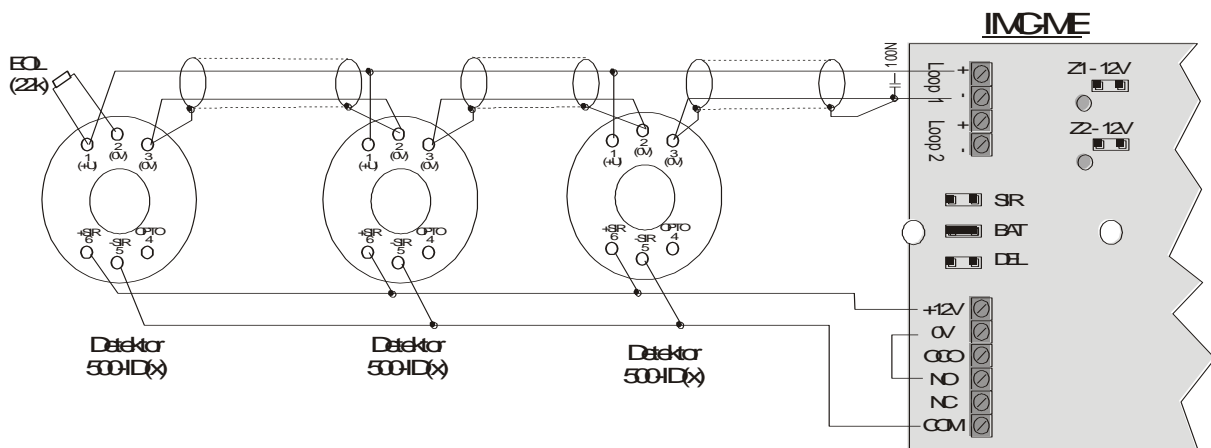 IMG-ME
EOL
(22k)
100N
Loop 1
+
-
Loop 2
+
-
Z1-12V
Z2-12V
SIR
BAT
DEL
1
(+U)
2
(0V)
3
(0V)
+SIR
6
-SIR
5
OPTO
4
1
(+U)
2
(0V)
3
(0V)
+SIR
6
-SIR
5
OPTO
4
1
(+U)
2
(0V)
3
(0V)
+SIR
6
-SIR
5
OPTO
4
Detektor
500-ID(x)
Detektor
500-ID(x)
Detektor
500-ID(x)
+12V
0V
OCO
NO
NC
COM